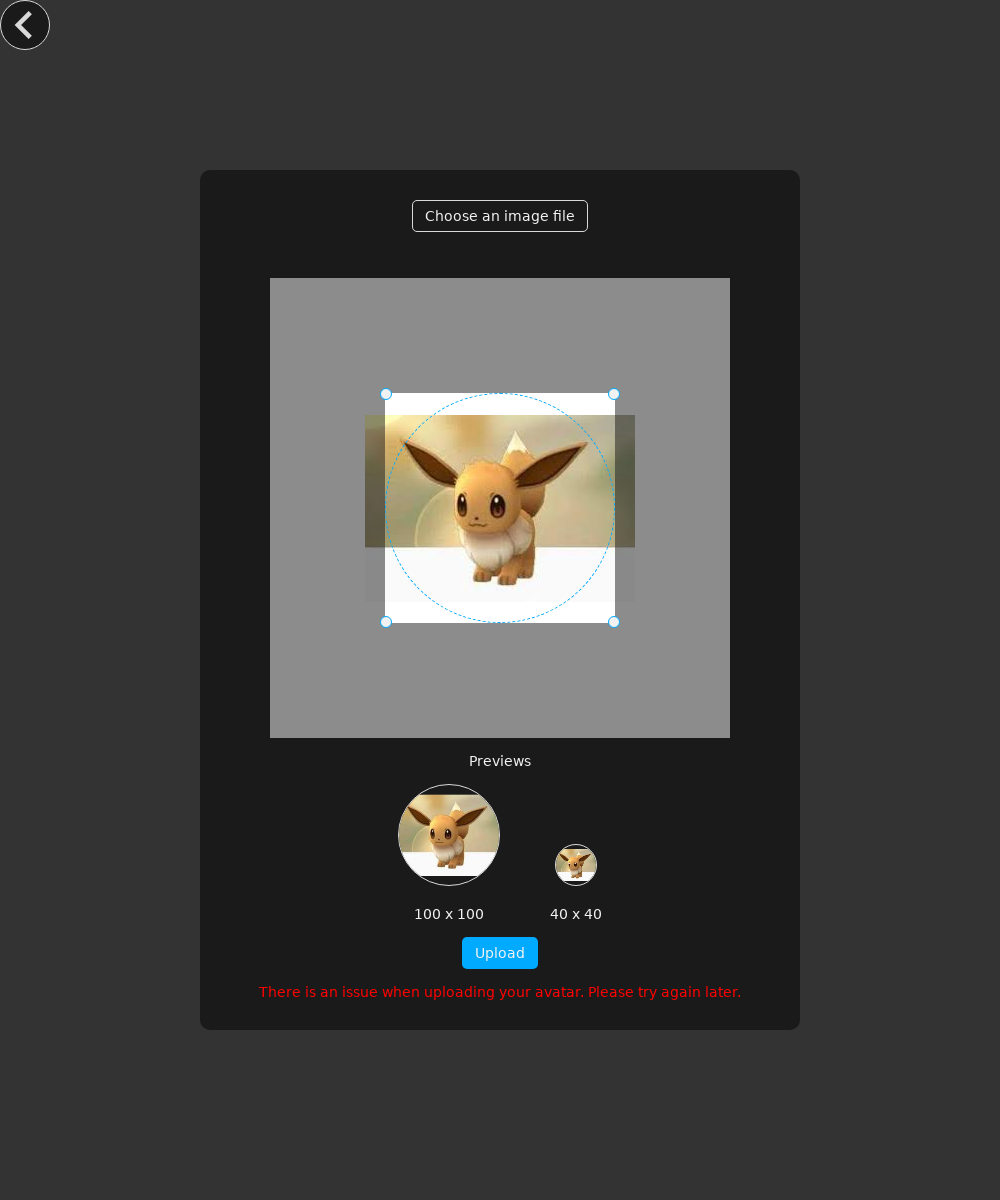 Choose an image file
Previews
100 x 100
40 x 40
Upload
There is an issue when uploading your avatar. Please try again later.